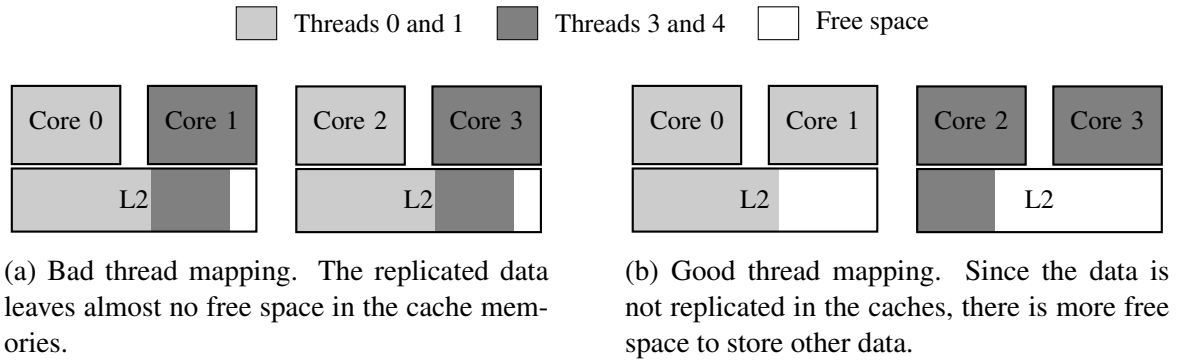 Threads 0 and 1 Threads 3 and 4 Free space
Core 0 Core 1 Core 2 Core 3
L2 L2
(a) Bad thread mapping. The replicated data
leaves almost no free space in the cache mem-
ories.
Core 0 Core 1 Core 2 Core 3
L2 L2
(b) Good thread mapping. Since the data is
not replicated in the caches, there is more free
space to store other data.